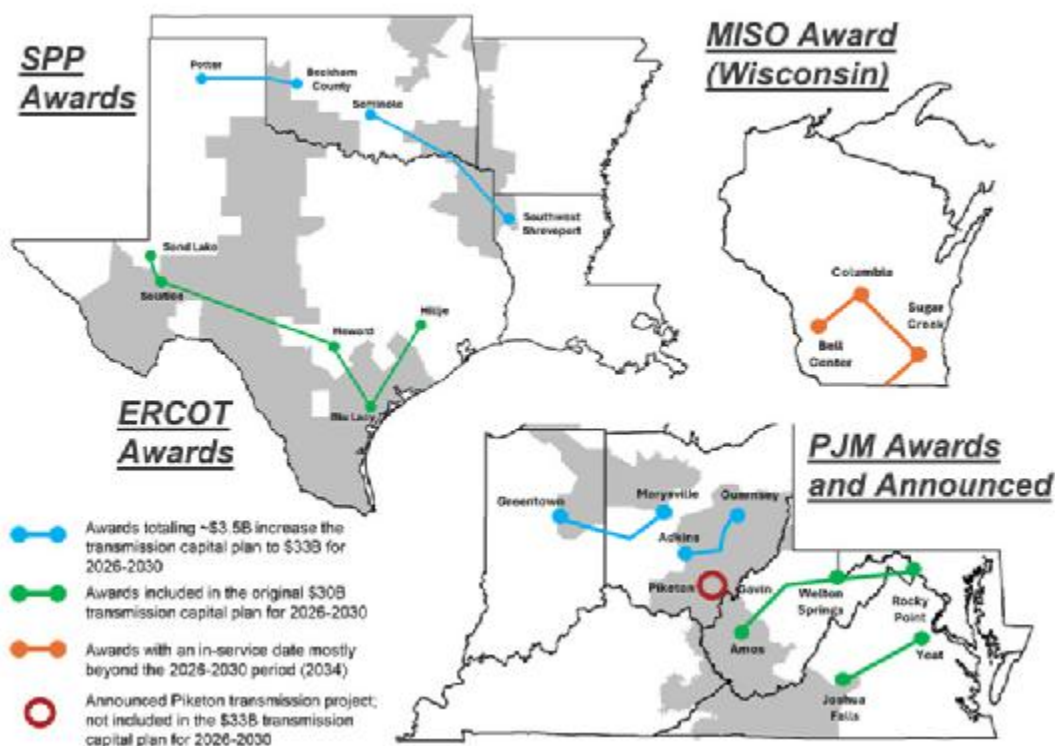 SPP
Awards
MISO Award
(Wisconsin)
Potter
Beckham
County
Seminole
Southwest
Shreveport
Sand Lake
Solstice
Howard
Hillje
ERCOT
Awards
Columbia
Sugar
Creek
Bell
Center
PJM Awards
and Announced
Greentown
Marysville
Guernsey
Adkins
Piketon
Gavin
Welton
Springs
Rocky
Point
Amos
Yeat
Joshua
Falls
Awards totaling ~$3.5B increase the
transmission capital plan to $33B for
2026-2030
Awards included in the original $30B
transmission capital plan for 2026-2030
Awards with an in-service date mostly
beyond the 2026-2030 period (2034)
Announced Piketon transmission project;
not included in the $33B transmission
capital plan for 2026-2030